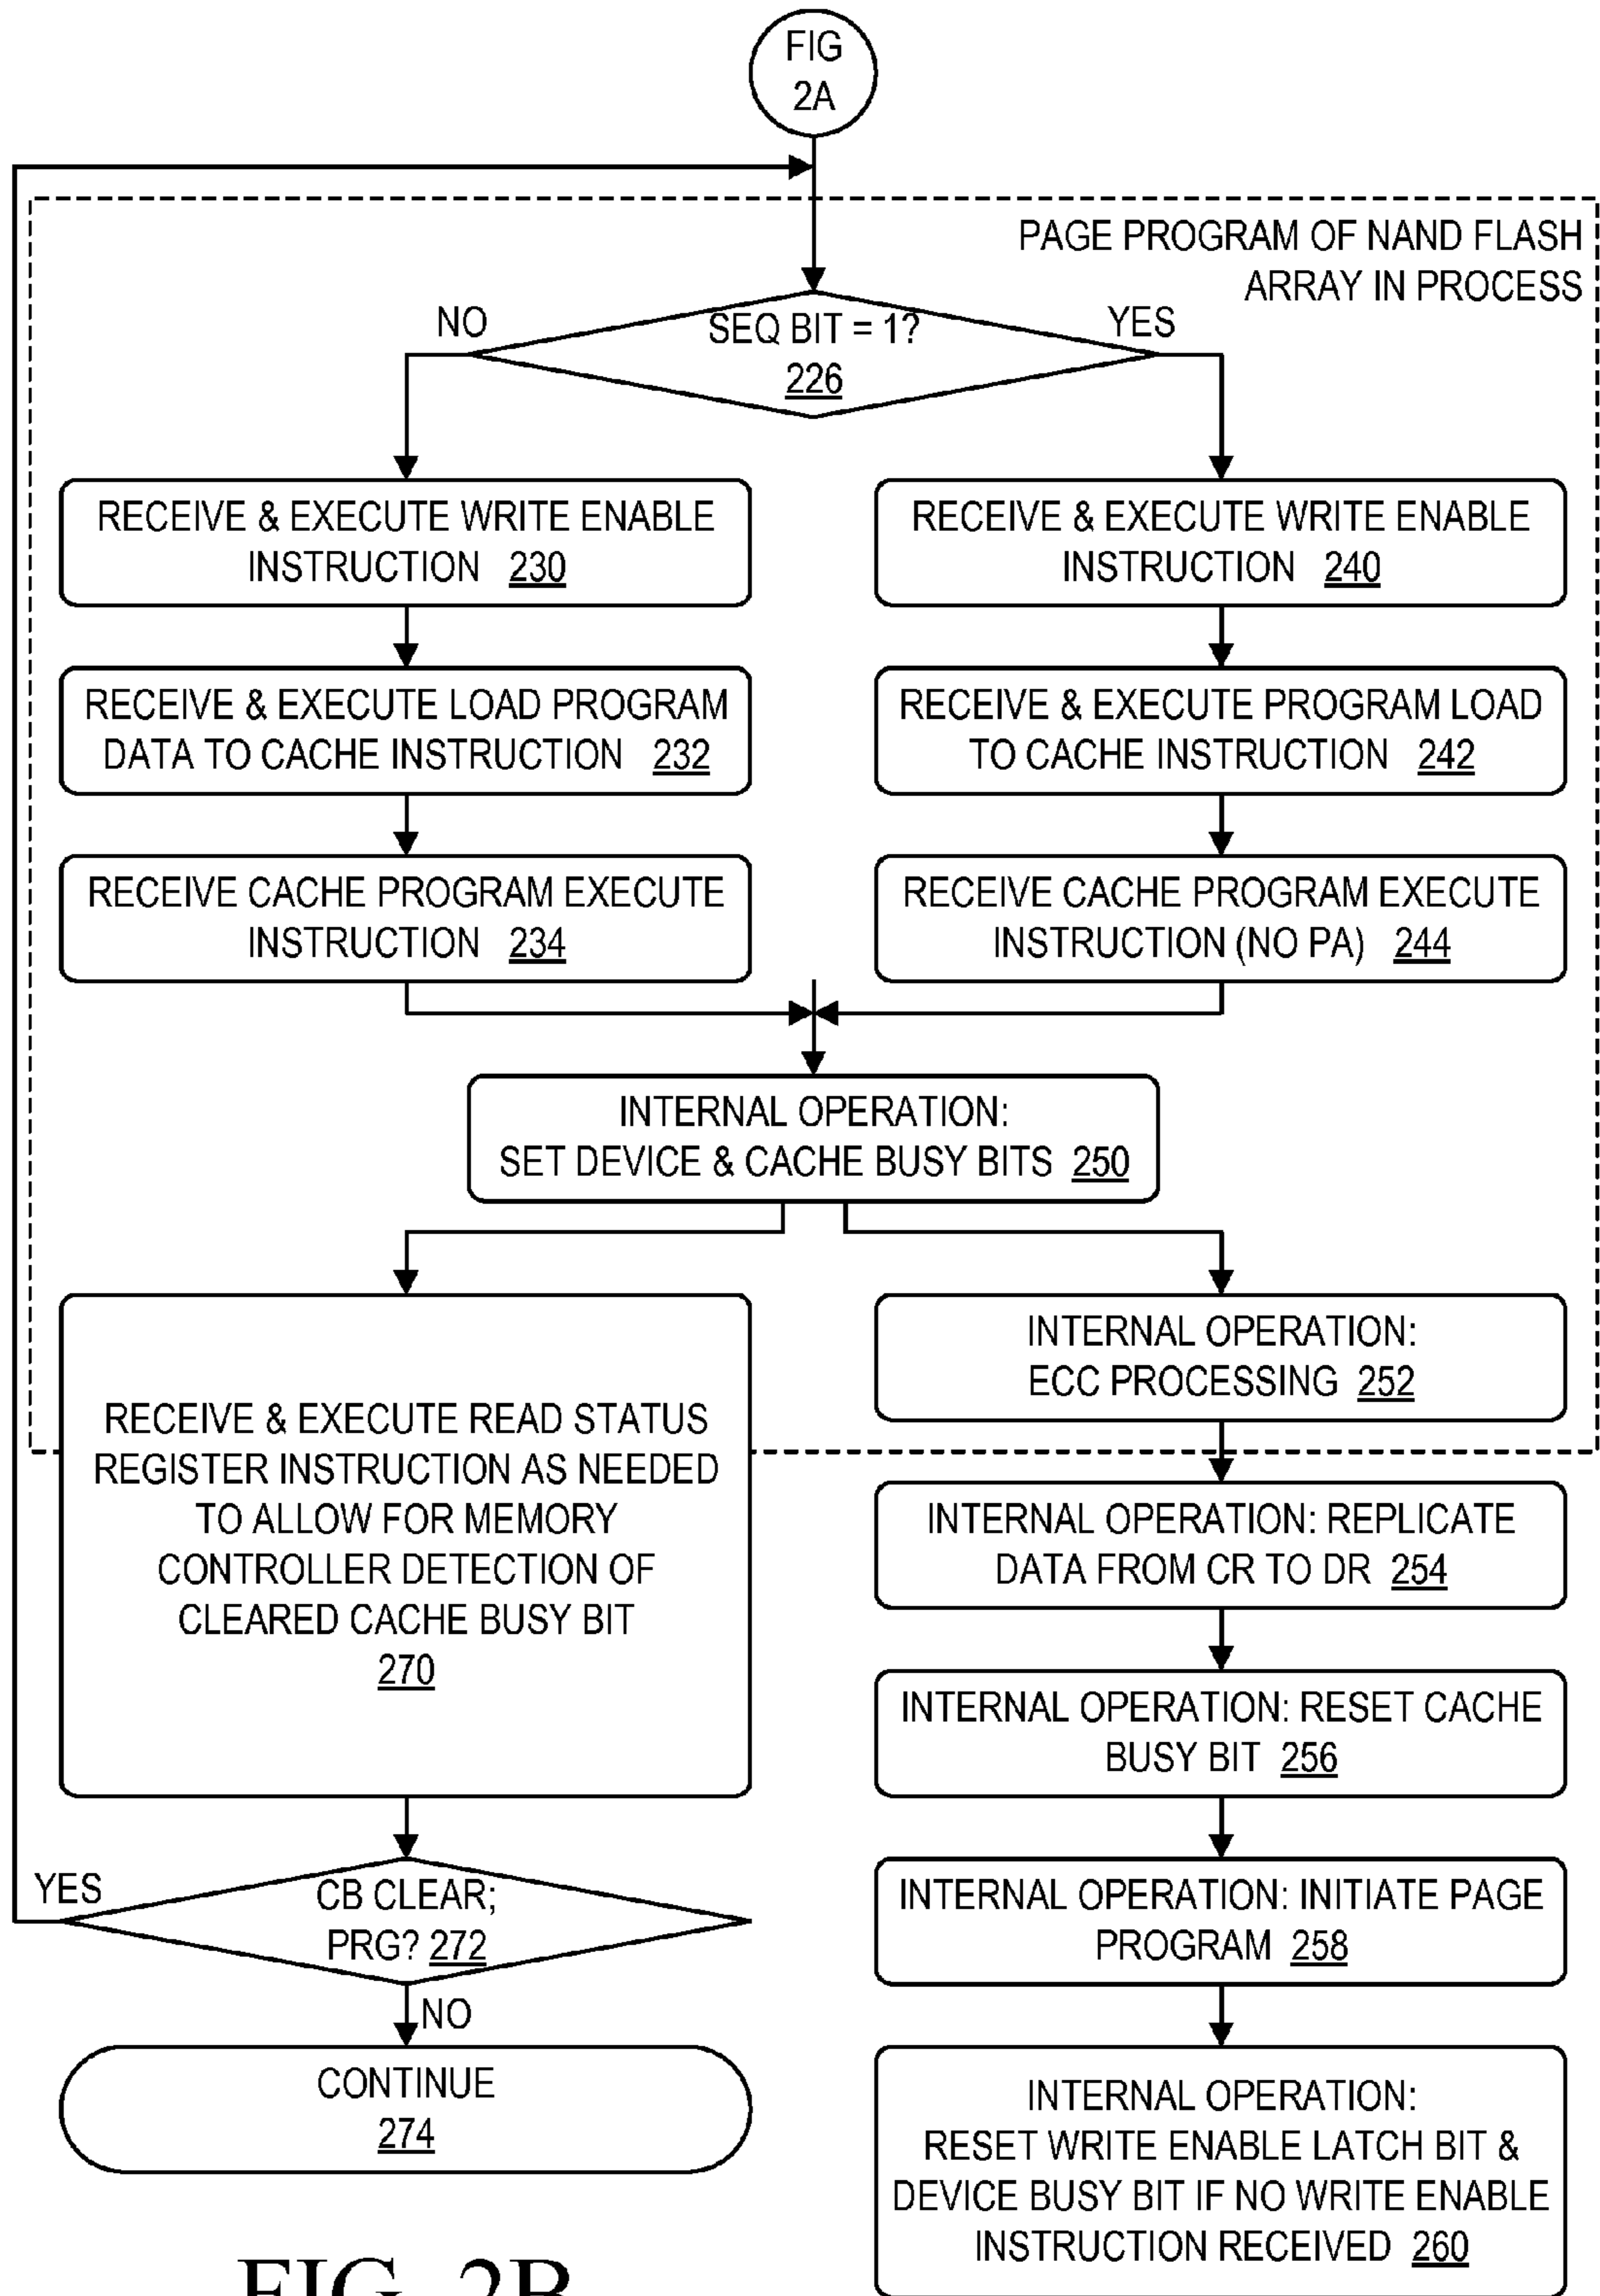 FIG
2A
PAGE PROGRAM OF NAND FLASH
ARRAY IN PROCESS
NO
SEQ BIT = 1?
226
YES
RECEIVE & EXECUTE WRITE ENABLE
INSTRUCTION 230
RECEIVE & EXECUTE WRITE ENABLE
INSTRUCTION 240
RECEIVE & EXECUTE LOAD PROGRAM
DATA TO CACHE INSTRUCTION 232
RECEIVE & EXECUTE PROGRAM LOAD
TO CACHE INSTRUCTION 242
RECEIVE CACHE PROGRAM EXECUTE
INSTRUCTION 234
RECEIVE CACHE PROGRAM EXECUTE
INSTRUCTION (NO PA) 244
INTERNAL OPERATION:
SET DEVICE & CACHE BUSY BITS 250
RECEIVE & EXECUTE READ STATUS
REGISTER INSTRUCTION AS NEEDED
TO ALLOW FOR MEMORY
CONTROLLER DETECTION OF
CLEARED CACHE BUSY BIT
270
INTERNAL OPERATION:
ECC PROCESSING 252
INTERNAL OPERATION: REPLICATE
DATA FROM CR TO DR 254
INTERNAL OPERATION: RESET CACHE
BUSY BIT 256
YES
CB CLEAR;
PRG? 272
NO
INTERNAL OPERATION: INITIATE PAGE
PROGRAM 258
CONTINUE
274
INTERNAL OPERATION:
RESET WRITE ENABLE LATCH BIT &
DEVICE BUSY BIT IF NO WRITE ENABLE
INSTRUCTION RECEIVED 260
FIG. 2B